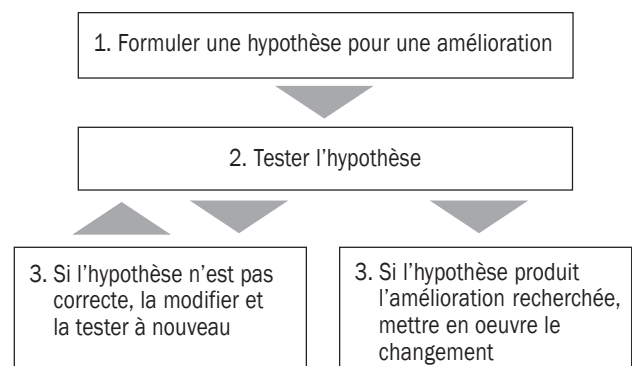 1. Formuler une hypothèse pour une amélioration
2. Tester l’hypothèse
3. Si l’hypothèse n’est pas
correcte, la modifier et
la tester à nouveau
3. Si l’hypothèse produit
l’amélioration recherchée,
mettre en oeuvre le
changement